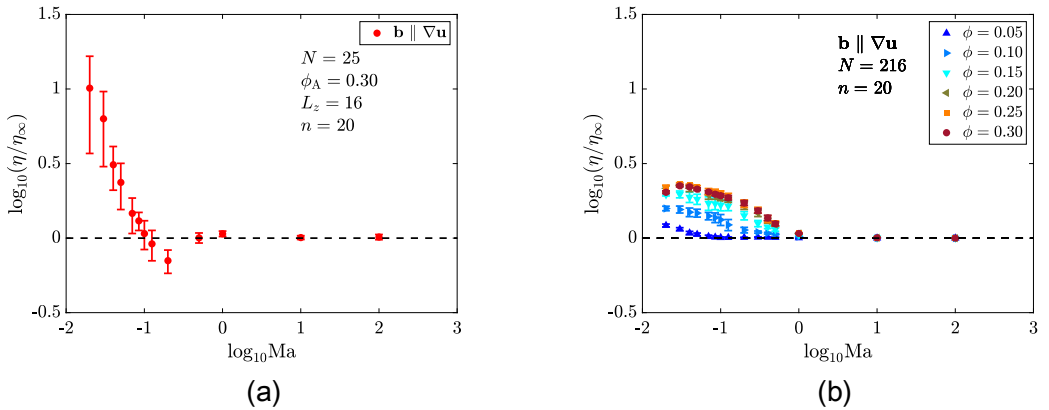 1.5
1
0.5
0
-0.5
-2
-1
0
1
2
3
log₁₀(η/η∞)
log₁₀Ma
b ∥ ∇u
N = 25
ϕ_A = 0.30
L_z = 16
n = 20
(a)
1.5
1
0.5
0
-0.5
-2
-1
0
1
2
3
log₁₀(η/η∞)
log₁₀Ma
b ∥ ∇u
N = 216
n = 20
ϕ = 0.05
ϕ = 0.10
ϕ = 0.15
ϕ = 0.20
ϕ = 0.25
ϕ = 0.30
(b)